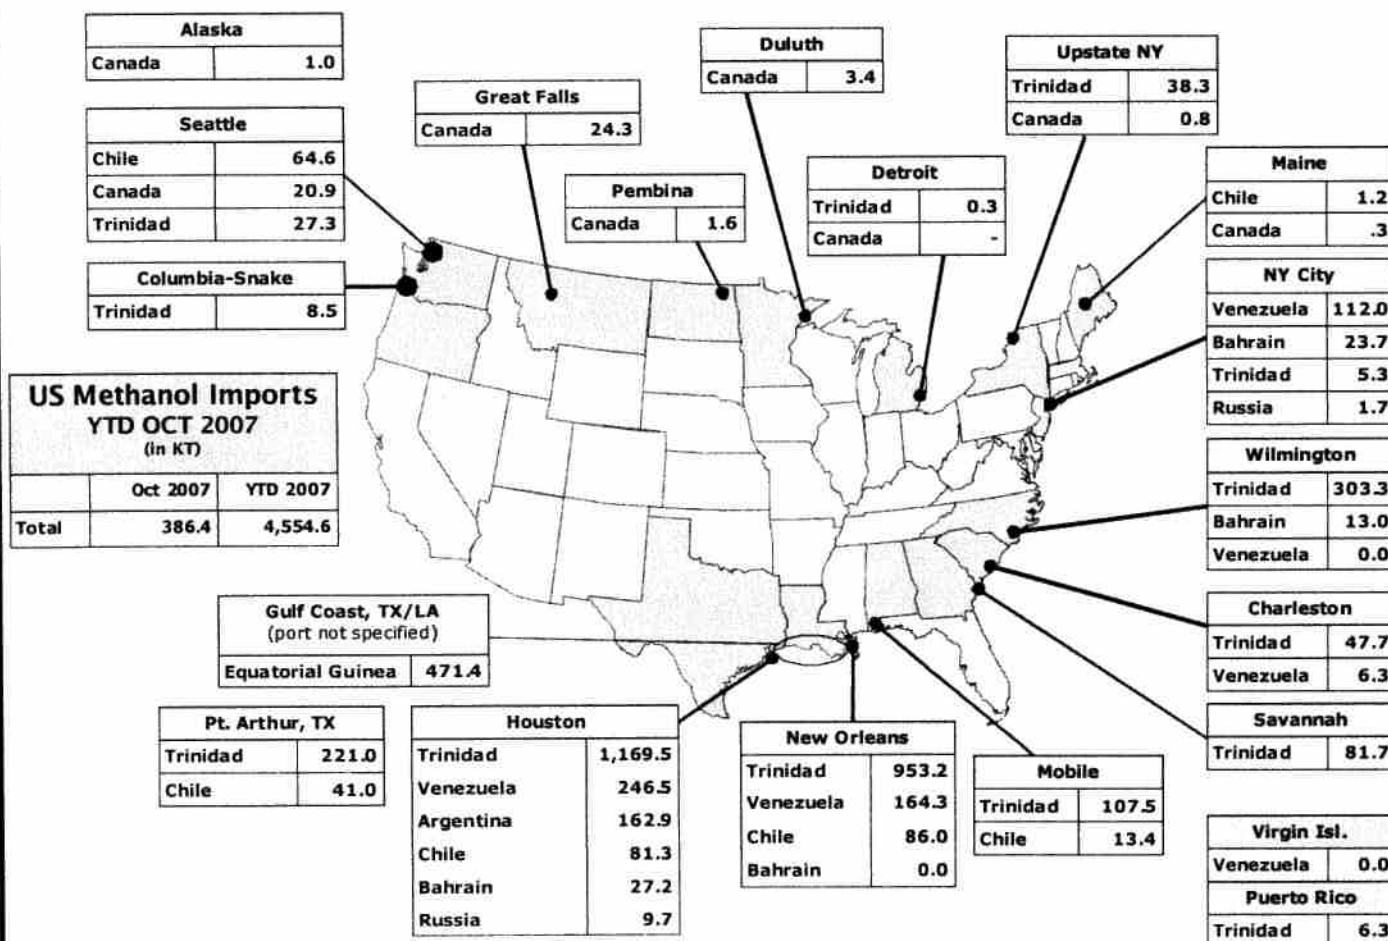 Alaska
Canada 1.0
Seattle
Chile 64.6
Canada 20.9
Trinidad 27.3
Columbia-Snake
Trinidad 8.5
Great Falls
Canada 24.3
Pembina
Canada 1.6
Duluth
Canada 3.4
Detroit
Trinidad 0.3
Canada -
Upstate NY
Trinidad 38.3
Canada 0.8
Maine
Chile 1.2
Canada .3
NY City
Venezuela 112.0
Bahrain 23.7
Trinidad 5.3
Russia 1.7
Wilmington
Trinidad 303.3
Bahrain 13.0
Venezuela 0.0
Charleston
Trinidad 47.7
Venezuela 6.3
Savannah
Trinidad 81.7
Virgin Isl.
Venezuela 0.0
Puerto Rico
Trinidad 6.3
US Methanol Imports
YTD OCT 2007
(in KT)
Oct 2007 YTD 2007
Total 386.4 4,554.6
Gulf Coast, TX/LA
(port not specified)
Equatorial Guinea 471.4
Pt. Arthur, TX
Trinidad 221.0
Chile 41.0
Houston
Trinidad 1,169.5
Venezuela 246.5
Argentina 162.9
Chile 81.3
Bahrain 27.2
Russia 9.7
New Orleans
Trinidad 953.2
Venezuela 164.3
Chile 86.0
Bahrain 0.0
Mobile
Trinidad 107.5
Chile 13.4